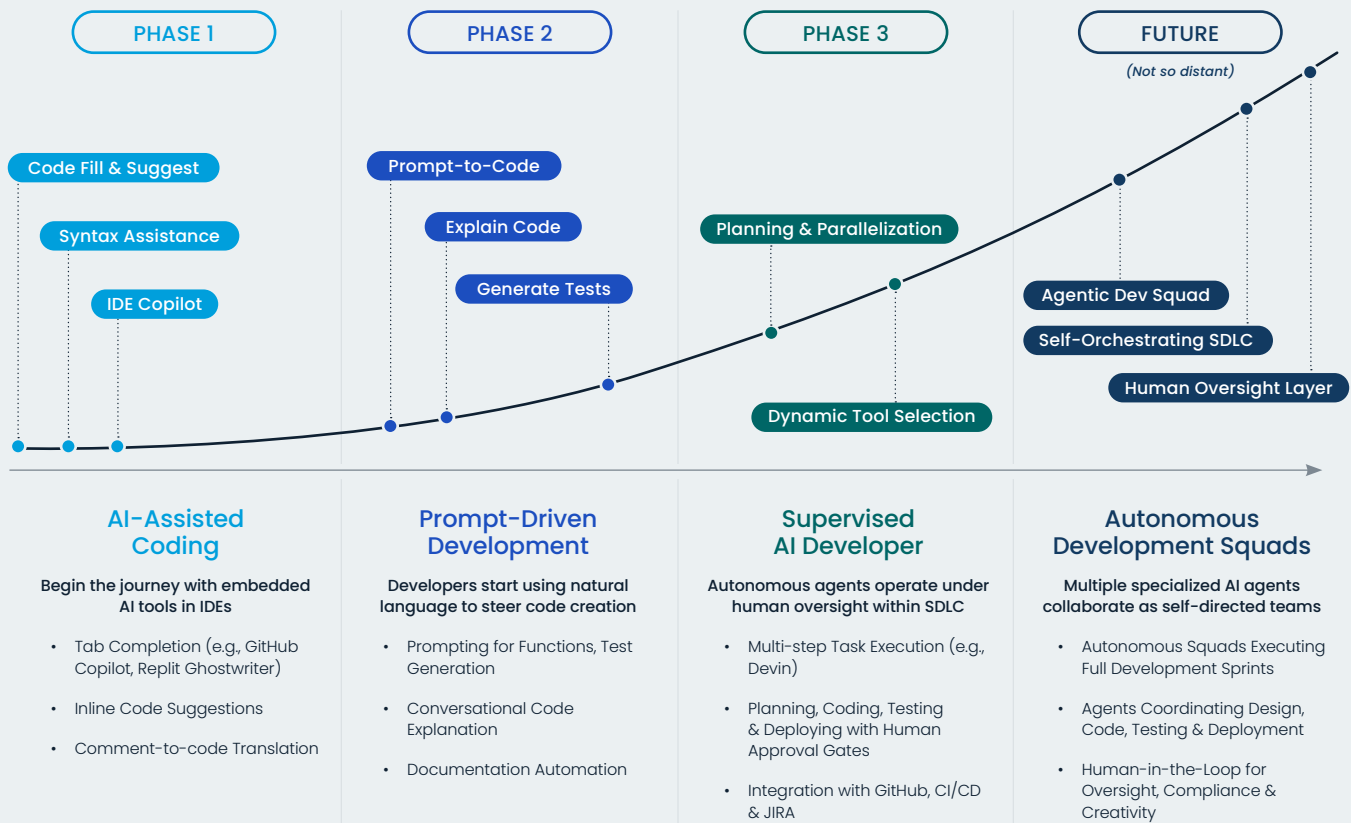 PHASE 1
PHASE 2
PHASE 3
FUTURE
(Not so distant)
Code Fill & Suggest
Syntax Assistance
IDE Copilot
Prompt-to-Code
Explain Code
Generate Tests
Planning & Parallelization
Dynamic Tool Selection
Agentic Dev Squad
Self-Orchestrating SDLC
Human Oversight Layer
AI-Assisted
Coding
Begin the journey with embedded
AI tools in IDEs
• Tab Completion (e.g., GitHub
Copilot, Replit Ghostwriter)
• Inline Code Suggestions
• Comment-to-code Translation
Prompt-Driven
Development
Developers start using natural
language to steer code creation
• Prompting for Functions, Test
Generation
• Conversational Code
Explanation
• Documentation Automation
Supervised
AI Developer
Autonomous agents operate under
human oversight within SDLC
• Multi-step Task Execution (e.g.,
Devin)
• Planning, Coding, Testing
& Deploying with Human
Approval Gates
• Integration with GitHub, CI/CD
& JIRA
Autonomous
Development Squads
Multiple specialized AI agents
collaborate as self-directed teams
• Autonomous Squads Executing
Full Development Sprints
• Agents Coordinating Design,
Code, Testing & Deployment
• Human-in-the-Loop for
Oversight, Compliance &
Creativity